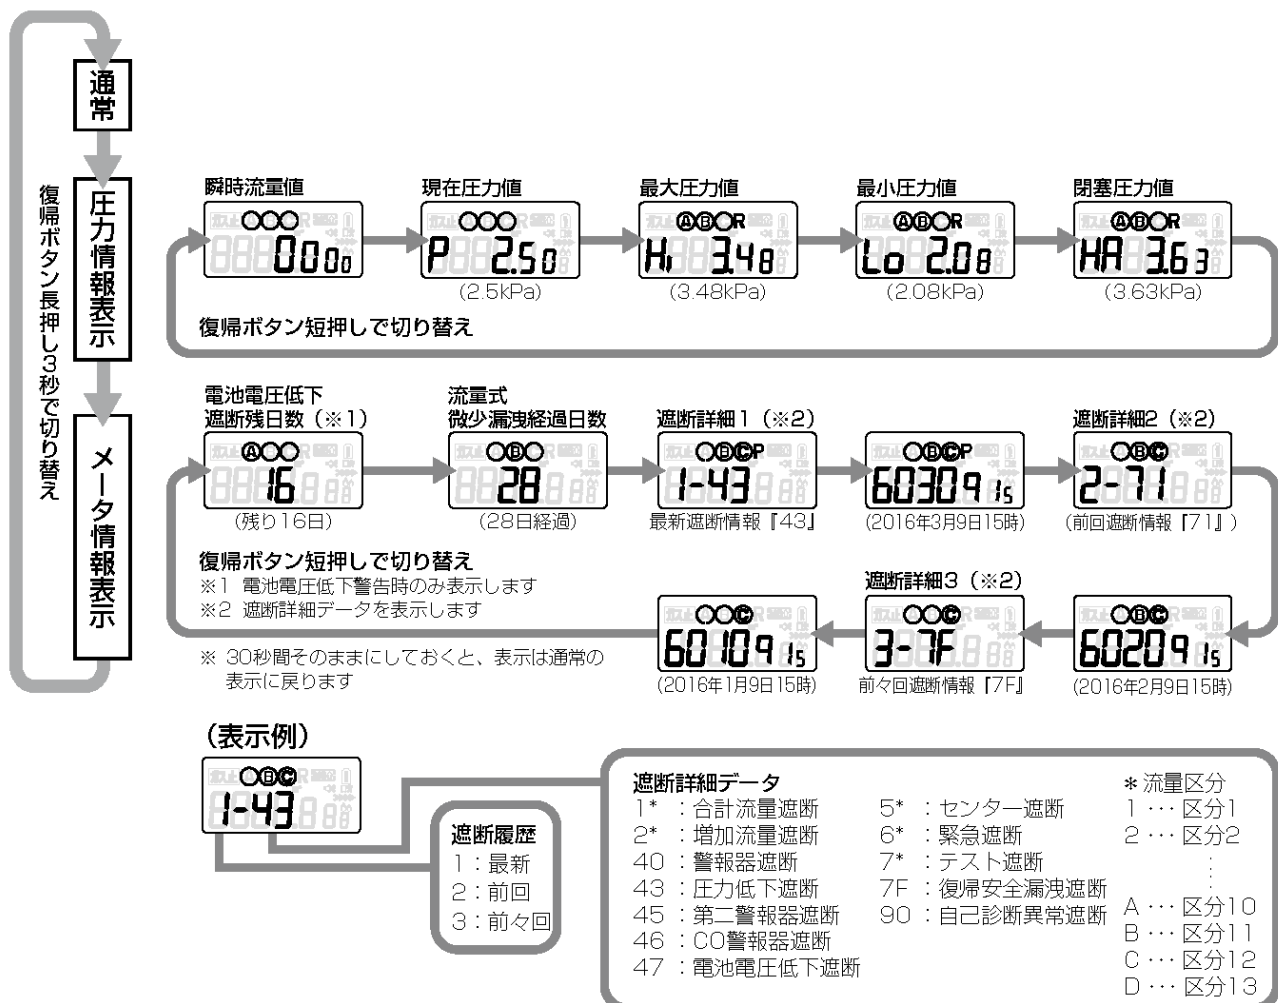 通常
圧力情報表示
メータ情報表示
復帰ボタン長押し3秒で切り替え
瞬時流量値
現在圧力値
最大圧力値
最小圧力値
閉塞圧力値
0000
P 2.50
ⒶⒷ○R
Hi 3.48
ⒶⒷ○R
Lo 2.08
ⒶⒷ○R
HA 3.63
(2.5kPa)
(3.48kPa)
(2.08kPa)
(3.63kPa)
復帰ボタン短押しで切り替え
電池電圧低下
遮断残日数(※1)
流量式
微少漏洩経過日数
遮断詳細1(※2)
遮断詳細2(※2)
Ⓐ○○
16
○Ⓑ○
28
○ⒷⒸP
1-43
○ⒷⒸP
6030915
○ⒷⒸ
2-71
(残り16日)
(28日経過)
最新遮断情報『43』
(2016年3月9日15時)
(前回遮断情報『71』)
復帰ボタン短押しで切り替え
※1 電池電圧低下警告時のみ表示します
※2 遮断詳細データを表示します
遮断詳細3(※2)
○○Ⓒ
6010915
○○Ⓒ
3-7F
○ⒷⒸ
6020915
(2016年1月9日15時)
前々回遮断情報『7F』
(2016年2月9日15時)
※ 30秒間そのままにしておくと、表示は通常の
表示に戻ります
(表示例)
○ⒷⒸ
1-43
遮断履歴
1:最新
2:前回
3:前々回
遮断詳細データ
1* :合計流量遮断
2* :増加流量遮断
40 :警報器遮断
43 :圧力低下遮断
45 :第二警報器遮断
46 :CO警報器遮断
47 :電池電圧低下遮断
5* :センター遮断
6* :緊急遮断
7* :テスト遮断
7F :復帰安全漏洩遮断
90 :自己診断異常遮断
*流量区分
1 … 区分1
2 … 区分2
⋮
A … 区分10
B … 区分11
C … 区分12
D … 区分13